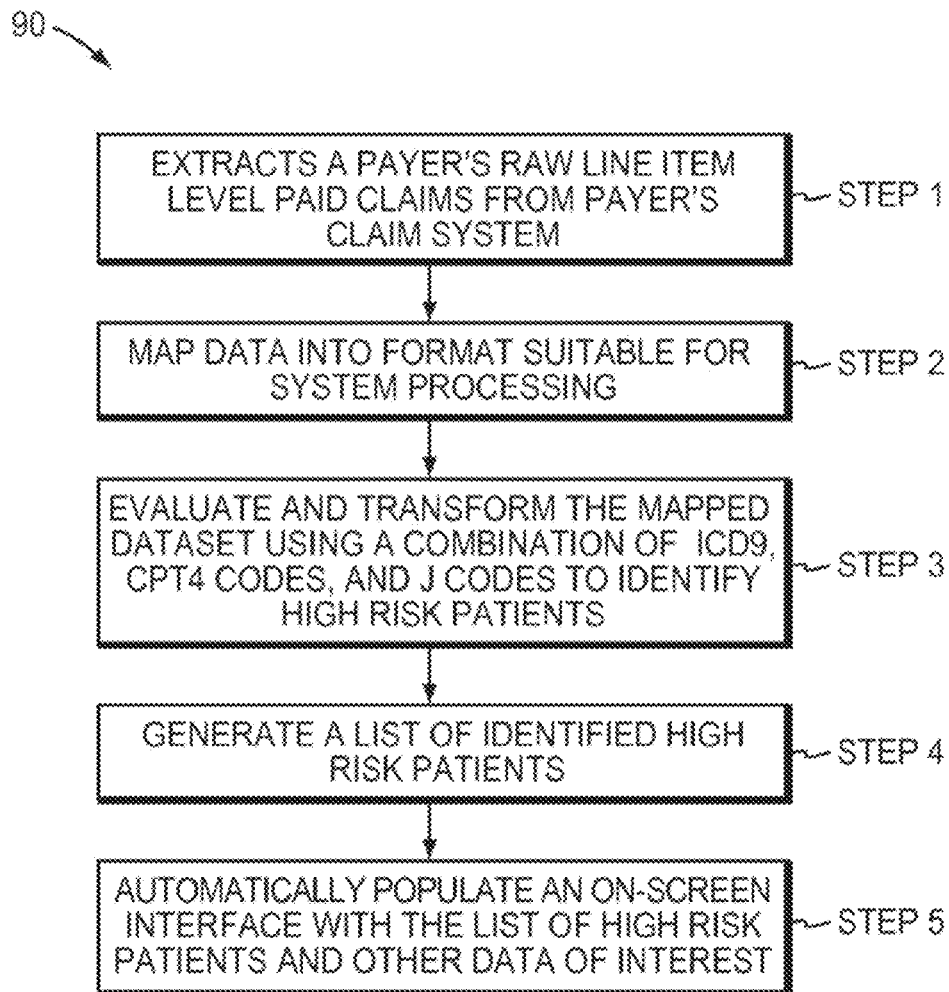 90
EXTRACTS A PAYER'S RAW LINE ITEM
LEVEL PAID CLAIMS FROM PAYER'S
CLAIM SYSTEM
STEP 1
MAP DATA INTO FORMAT SUITABLE FOR
SYSTEM PROCESSING
STEP 2
EVALUATE AND TRANSFORM THE MAPPED
DATASET USING A COMBINATION OF ICD9,
CPT4 CODES, AND J CODES TO IDENTIFY
HIGH RISK PATIENTS
STEP 3
GENERATE A LIST OF IDENTIFIED HIGH
RISK PATIENTS
STEP 4
AUTOMATICALLY POPULATE AN ON-SCREEN
INTERFACE WITH THE LIST OF HIGH RISK
PATIENTS AND OTHER DATA OF INTEREST
STEP 5